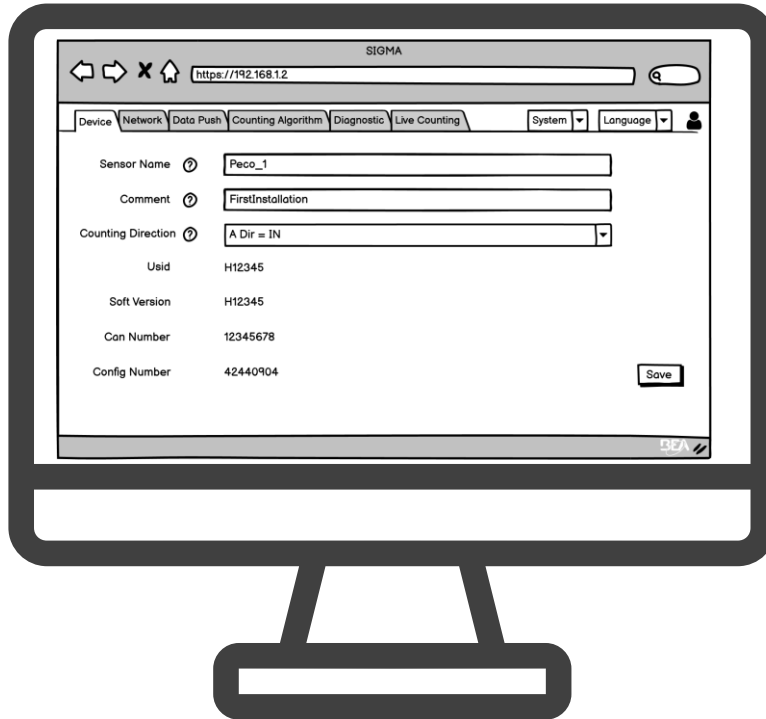 SIGMA
https://192.168.1.2
Device Network Data Push Counting Algorithm Diagnostic Live Counting System Language
Sensor Name ? Peco_1
Comment ? FirstInstallation
Counting Direction ? A Dir = IN
Usid H12345
Soft Version H12345
Can Number 12345678
Config Number 42440904
Save
BEA